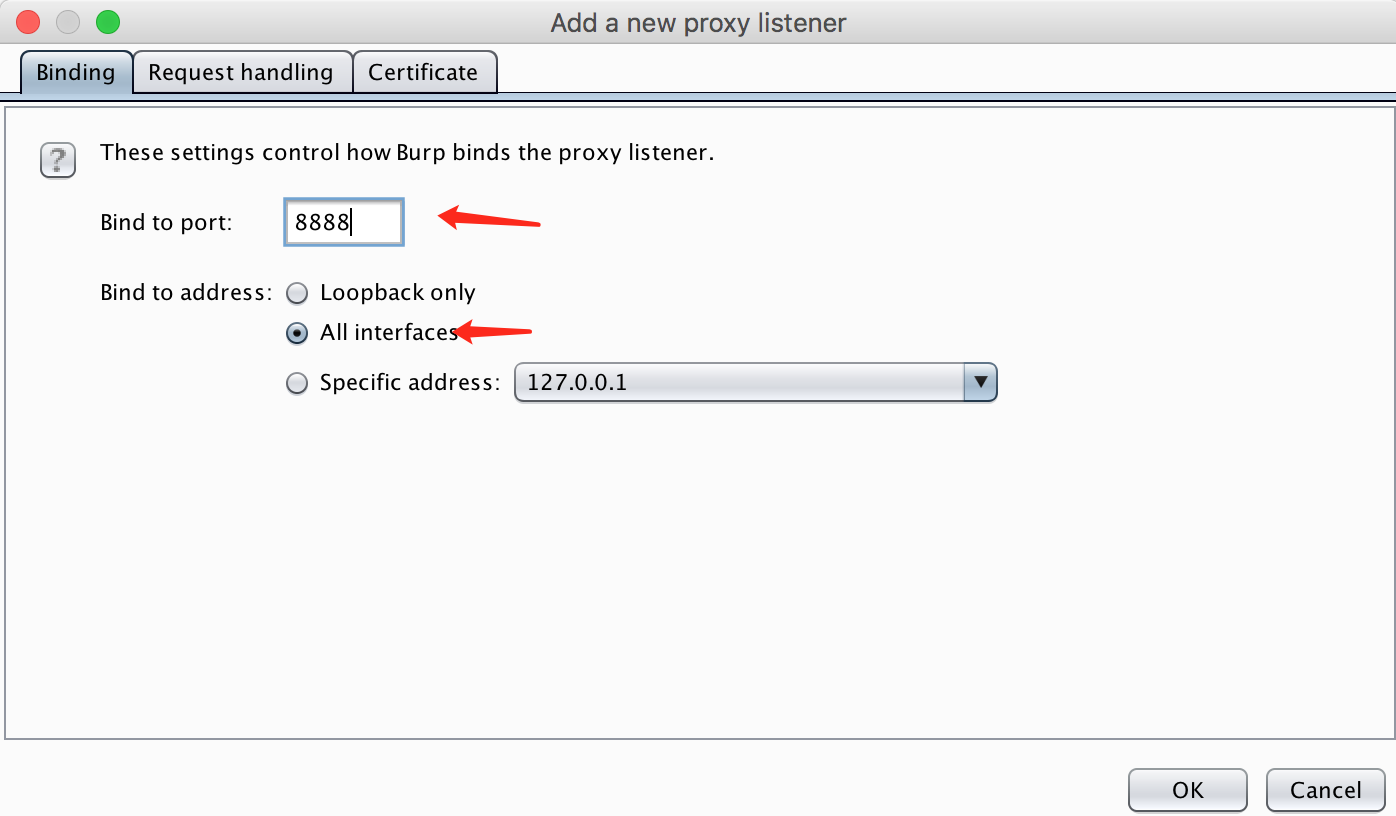 Add a new proxy listener
Binding Request handling Certificate
? These settings control how Burp binds the proxy listener.
Bind to port: 8888
Bind to address: Loopback only
All interfaces
Specific address: 127.0.0.1
OK Cancel